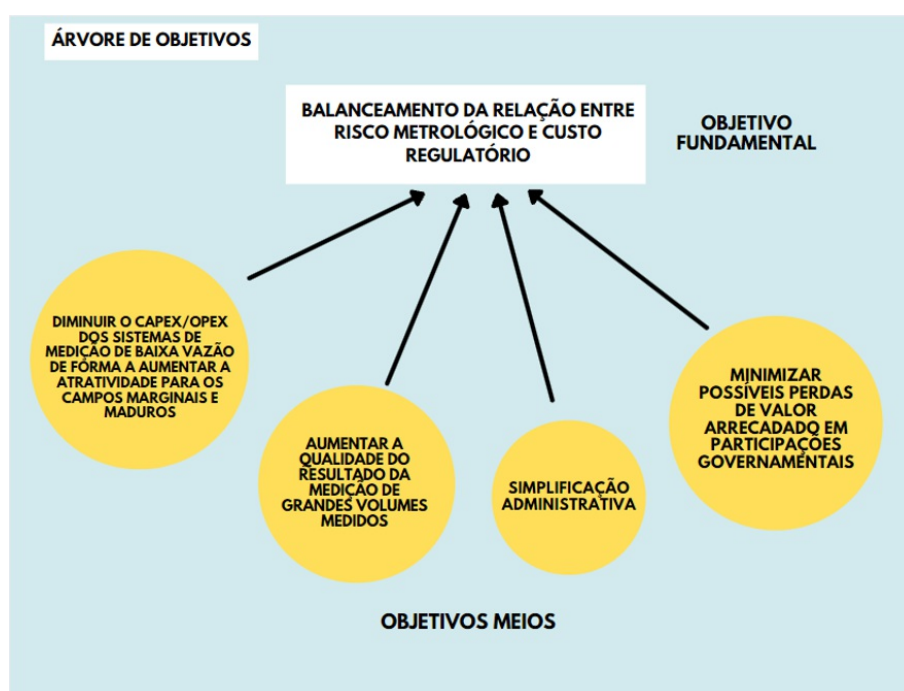 ÁRVORE DE OBJETIVOS
BALANCEAMENTO DA RELAÇÃO ENTRE
RISCO METROLÓGICO E CUSTO
REGULATÓRIO
OBJETIVO
FUNDAMENTAL
DIMINUIR O CAPEX/OPEX
DOS SISTEMAS DE
MEDIÇÃO DE BAIXA VAZÃO
DE FORMA A AUMENTAR A
ATRATIVIDADE PARA OS
CAMPOS MARGINAIS E
MADUROS
AUMENTAR A
QUALIDADE DO
RESULTADO DA
MEDIÇÃO DE
GRANDES VOLUMES
MEDIDOS
SIMPLIFICAÇÃO
ADMINISTRATIVA
MINIMIZAR
POSSÍVEIS PERDAS
DE VALOR
ARRECADADO EM
PARTICIPAÇÕES
GOVERNAMENTAIS
OBJETIVOS MEIOS